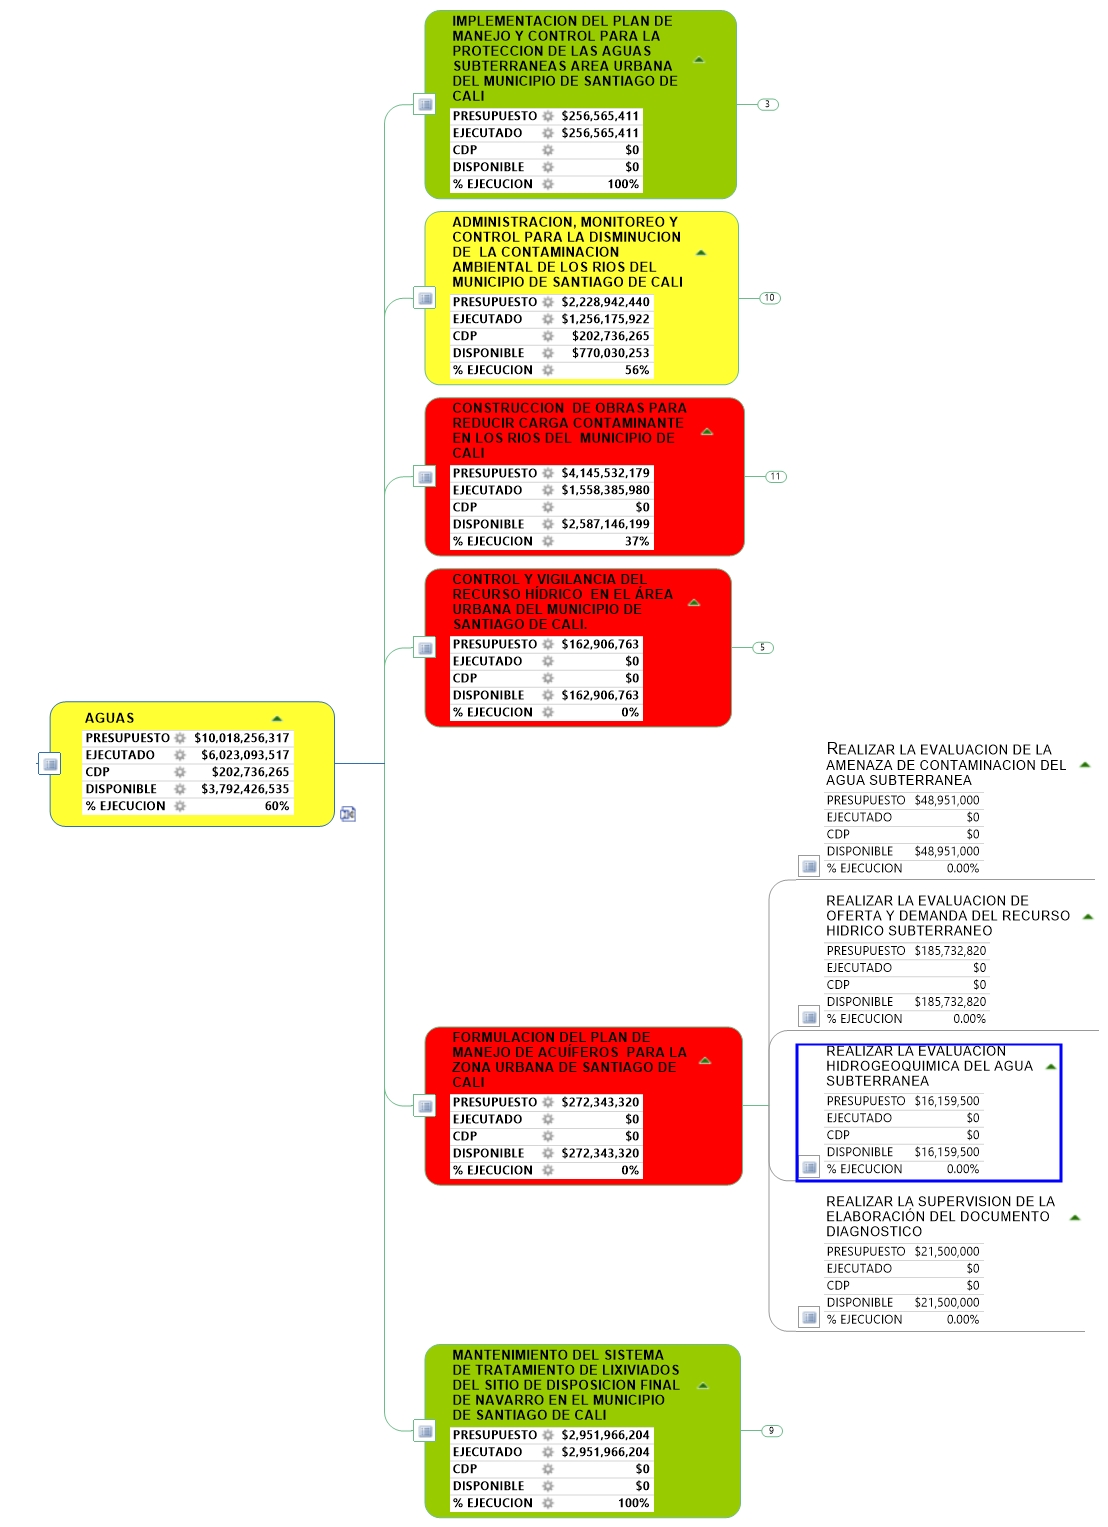 IMPLEMENTACION DEL PLAN DE
MANEJO Y CONTROL PARA LA
PROTECCION DE LAS AGUAS
SUBTERRANEAS AREA URBANA
DEL MUNICIPIO DE SANTIAGO DE
CALI
PRESUPUESTO $256,565,411
EJECUTADO $256,565,411
CDP $0
DISPONIBLE $0
% EJECUCION 100%
3
ADMINISTRACION, MONITOREO Y
CONTROL PARA LA DISMINUCION
DE LA CONTAMINACION
AMBIENTAL DE LOS RIOS DEL
MUNICIPIO DE SANTIAGO DE CALI
PRESUPUESTO $2,228,942,440
EJECUTADO $1,256,175,922
CDP $202,736,265
DISPONIBLE $770,030,253
% EJECUCION 56%
10
CONSTRUCCION DE OBRAS PARA
REDUCIR CARGA CONTAMINANTE
EN LOS RIOS DEL MUNICIPIO DE
CALI
PRESUPUESTO $4,145,532,179
EJECUTADO $1,558,385,980
CDP $0
DISPONIBLE $2,587,146,199
% EJECUCION 37%
11
CONTROL Y VIGILANCIA DEL
RECURSO HÍDRICO EN EL ÁREA
URBANA DEL MUNICIPIO DE
SANTIAGO DE CALI.
PRESUPUESTO $162,906,763
EJECUTADO $0
CDP $0
DISPONIBLE $162,906,763
% EJECUCION 0%
5
AGUAS
PRESUPUESTO $10,018,256,317
EJECUTADO $6,023,093,517
CDP $202,736,265
DISPONIBLE $3,792,426,535
% EJECUCION 60%
REALIZAR LA EVALUACION DE LA
AMENAZA DE CONTAMINACION DEL
AGUA SUBTERRANEA
PRESUPUESTO $48,951,000
EJECUTADO $0
CDP $0
DISPONIBLE $48,951,000
% EJECUCION 0.00%
REALIZAR LA EVALUACION DE
OFERTA Y DEMANDA DEL RECURSO
HIDRICO SUBTERRANEO
PRESUPUESTO $185,732,820
EJECUTADO $0
CDP $0
DISPONIBLE $185,732,820
% EJECUCION 0.00%
FORMULACION DEL PLAN DE
MANEJO DE ACUÍFEROS PARA LA
ZONA URBANA DE SANTIAGO DE
CALI
PRESUPUESTO $272,343,320
EJECUTADO $0
CDP $0
DISPONIBLE $272,343,320
% EJECUCION 0%
REALIZAR LA EVALUACION
HIDROGEOQUIMICA DEL AGUA
SUBTERRANEA
PRESUPUESTO $16,159,500
EJECUTADO $0
CDP $0
DISPONIBLE $16,159,500
% EJECUCION 0.00%
REALIZAR LA SUPERVISION DE LA
ELABORACIÓN DEL DOCUMENTO
DIAGNOSTICO
PRESUPUESTO $21,500,000
EJECUTADO $0
CDP $0
DISPONIBLE $21,500,000
% EJECUCION 0.00%
MANTENIMIENTO DEL SISTEMA
DE TRATAMIENTO DE LIXIVIADOS
DEL SITIO DE DISPOSICION FINAL
DE NAVARRO EN EL MUNICIPIO
DE SANTIAGO DE CALI
PRESUPUESTO $2,951,966,204
EJECUTADO $2,951,966,204
CDP $0
DISPONIBLE $0
% EJECUCION 100%
9